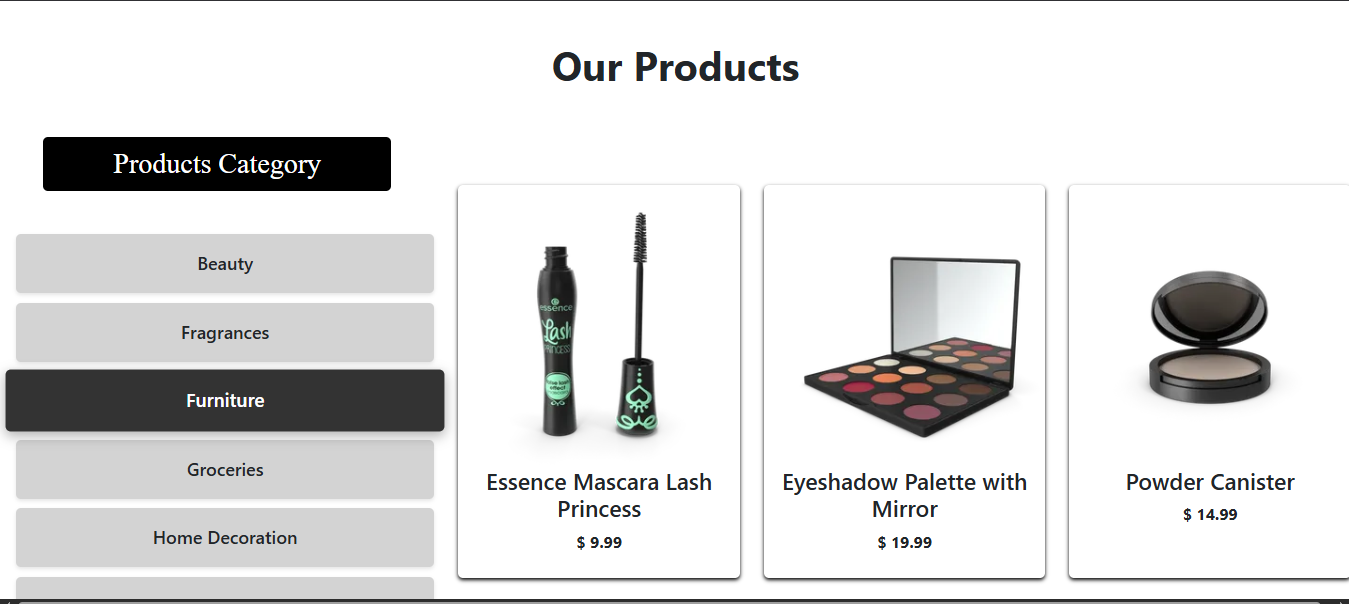 Our Products
Products Category
Beauty
Fragrances
Furniture
Groceries
Home Decoration
essence
Lash
PRINCESS
Essence Mascara Lash
Princess
$ 9.99
Eyeshadow Palette with
Mirror
$ 19.99
Powder Canister
$ 14.99